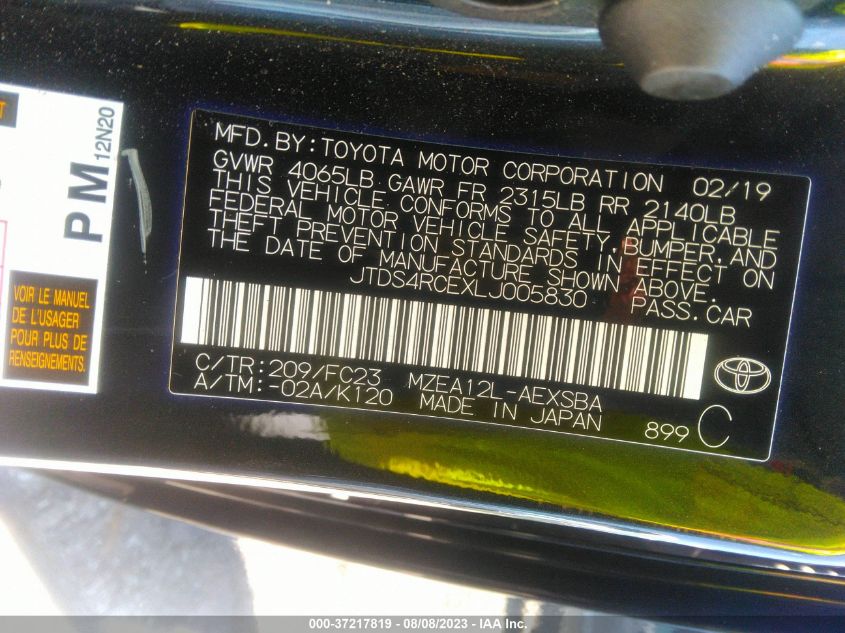 MFD.BY:TOYOTA MOTOR CORPORATION 02/19
GVWR 4065LB GAWR FR 2315LB RR 2140LB
THIS VEHICLE CONFORMS TO ALL APPLICABLE
FEDERAL MOTOR VEHICLE SAFETY,BUMPER,AND
THEFT PREVENTION STANDARDS IN EFFECT ON
THE DATE OF MANUFACTURE SHOWN ABOVE.
JTDS4RCEXLJ005830 PASS.CAR
C/TR:209/FC23 MZEA12L-AEXSBA
A/TM:-02A/K120 MADE IN JAPAN 899 C
PM
12N20
VOIR LE MANUEL
DE L'USAGER
POUR PLUS DE
RENSEIGNEMENTS.
000-37217819 | 08/08/2023 - IAA Inc.